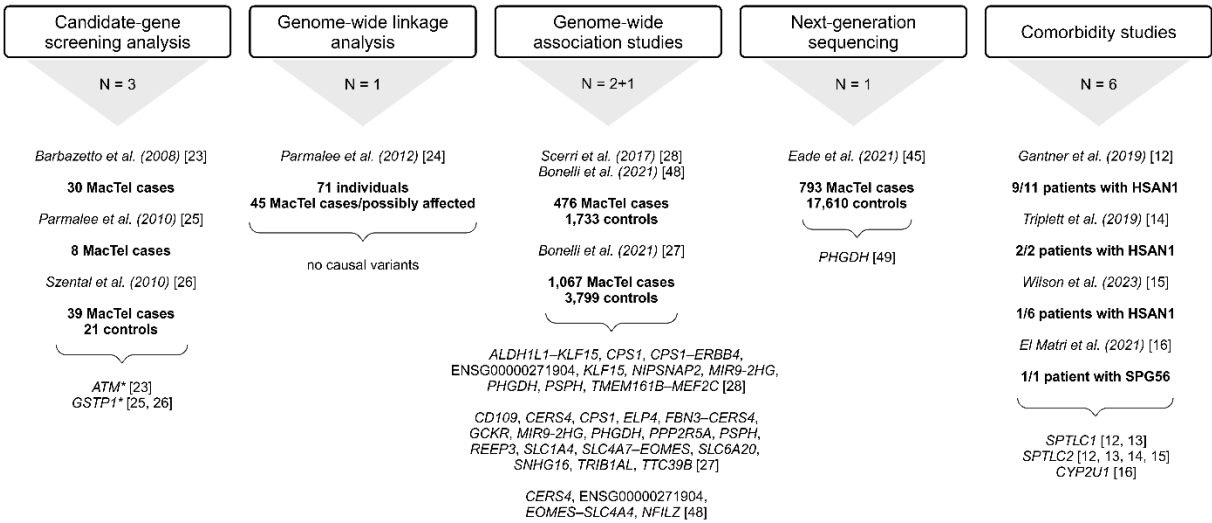 Candidate-gene
screening analysis
N = 3
Barbazetto et al. (2008) [23]
30 MacTel cases
Parmalee et al. (2010) [25]
8 MacTel cases
Szental et al. (2010) [26]
39 MacTel cases
21 controls
ATM* [23]
GSTP1* [25, 26]
Genome-wide linkage
analysis
N = 1
Parmalee et al. (2012) [24]
71 individuals
45 MacTel cases/possibly affected
no causal variants
Genome-wide
association studies
N = 2+1
Scerri et al. (2017) [28]
Bonelli et al. (2021) [48]
476 MacTel cases
1,733 controls
Bonelli et al. (2021) [27]
1,067 MacTel cases
3,799 controls
ALDH1L1–KLF15, CPS1, CPS1–ERBB4,
ENSG00000271904, KLF15, NIPSNAP2, MIR9-2HG,
PHGDH, PSPH, TMEM161B–MEF2C [28]
CD109, CERS4, CPS1, ELP4, FBN3–CERS4,
GCKR, MIR9-2HG, PHGDH, PPP2R5A, PSPH,
REEP3, SLC1A4, SLC4A7–EOMES, SLC6A20,
SNHG16, TRIB1AL, TTC39B [27]
CERS4, ENSG00000271904,
EOMES–SLC4A4, NFILZ [48]
Next-generation
sequencing
N = 1
Eade et al. (2021) [45]
793 MacTel cases
17,610 controls
PHGDH [49]
Comorbidity studies
N = 6
Gantner et al. (2019) [12]
9/11 patients with HSAN1
Triplett et al. (2019) [14]
2/2 patients with HSAN1
Wilson et al. (2023) [15]
1/6 patients with HSAN1
El Matri et al. (2021) [16]
1/1 patient with SPG56
SPTLC1 [12, 13]
SPTLC2 [12, 13, 14, 15]
CYP2U1 [16]